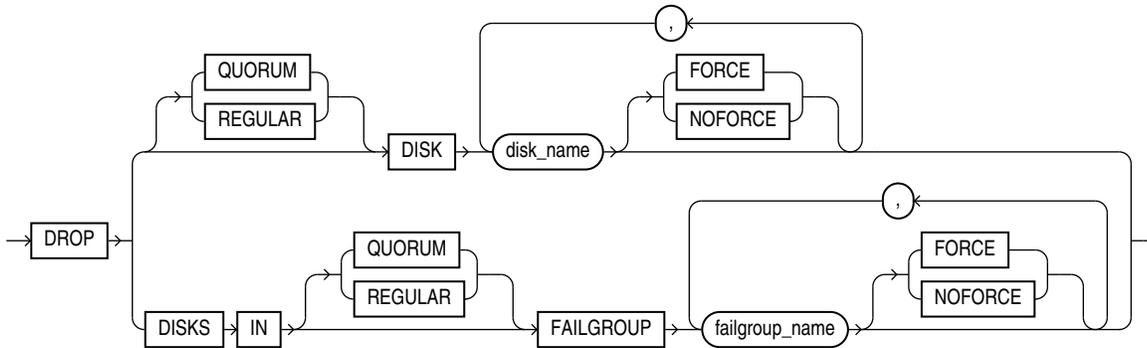 ,
QUORUM
FORCE
REGULAR
NOFORCE
DISK
disk_name
,
DROP
QUORUM
FORCE
REGULAR
NOFORCE
DISKS
IN
FAILGROUP
failgroup_name